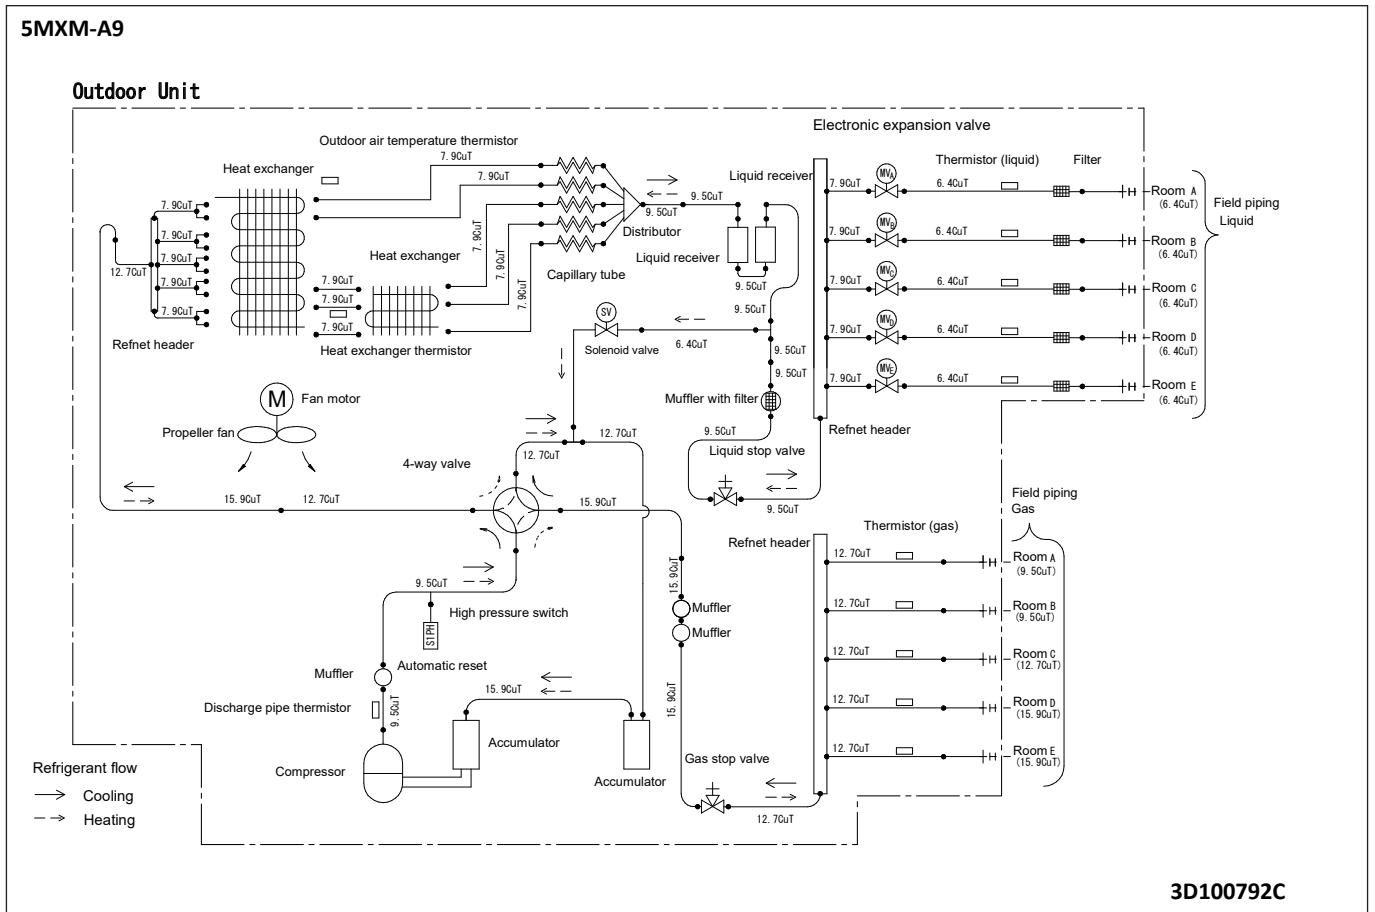 5MXM-A9
Outdoor Unit
Electronic expansion valve
Outdoor air temperature thermistor
Heat exchanger
7.9CuT
7.9CuT
7.9CuT
7.9CuT
7.9CuT
7.9CuT
7.9CuT
12.7CuT
Refnet header
7.9CuT
7.9CuT
Heat exchanger
Heat exchanger thermistor
7.9CuT
7.9CuT
7.9CuT
Capillary tube
Distributor
9.5CuT
9.5CuT
Liquid receiver
Liquid receiver
9.5CuT
9.5CuT
SV
Solenoid valve
6.4CuT
9.5CuT
9.5CuT
Muffler with filter
9.5CuT
Liquid stop valve
9.5CuT
Refnet header
Thermistor (liquid)
Filter
7.9CuT
MVA
6.4CuT
Room A
(6.4CuT)
7.9CuT
MVB
6.4CuT
Room B
(6.4CuT)
7.9CuT
MVC
6.4CuT
Room C
(6.4CuT)
7.9CuT
MVD
6.4CuT
Room D
(6.4CuT)
7.9CuT
MVE
6.4CuT
Room E
(6.4CuT)
Field piping
Liquid
M
Fan motor
Propeller fan
4-way valve
12.7CuT
12.7CuT
15.9CuT
12.7CuT
15.9CuT
9.5CuT
High pressure switch
S1PH
Automatic reset
Muffler
Discharge pipe thermistor
9.5CuT
Compressor
15.9CuT
Accumulator
Accumulator
15.9CuT
Muffler
Muffler
15.9CuT
Gas stop valve
12.7CuT
Refnet header
Thermistor (gas)
Field piping
Gas
12.7CuT
Room A
(9.5CuT)
12.7CuT
Room B
(9.5CuT)
12.7CuT
Room C
(12.7CuT)
12.7CuT
Room D
(15.9CuT)
12.7CuT
Room E
(15.9CuT)
Refrigerant flow
Cooling
Heating
3D100792C